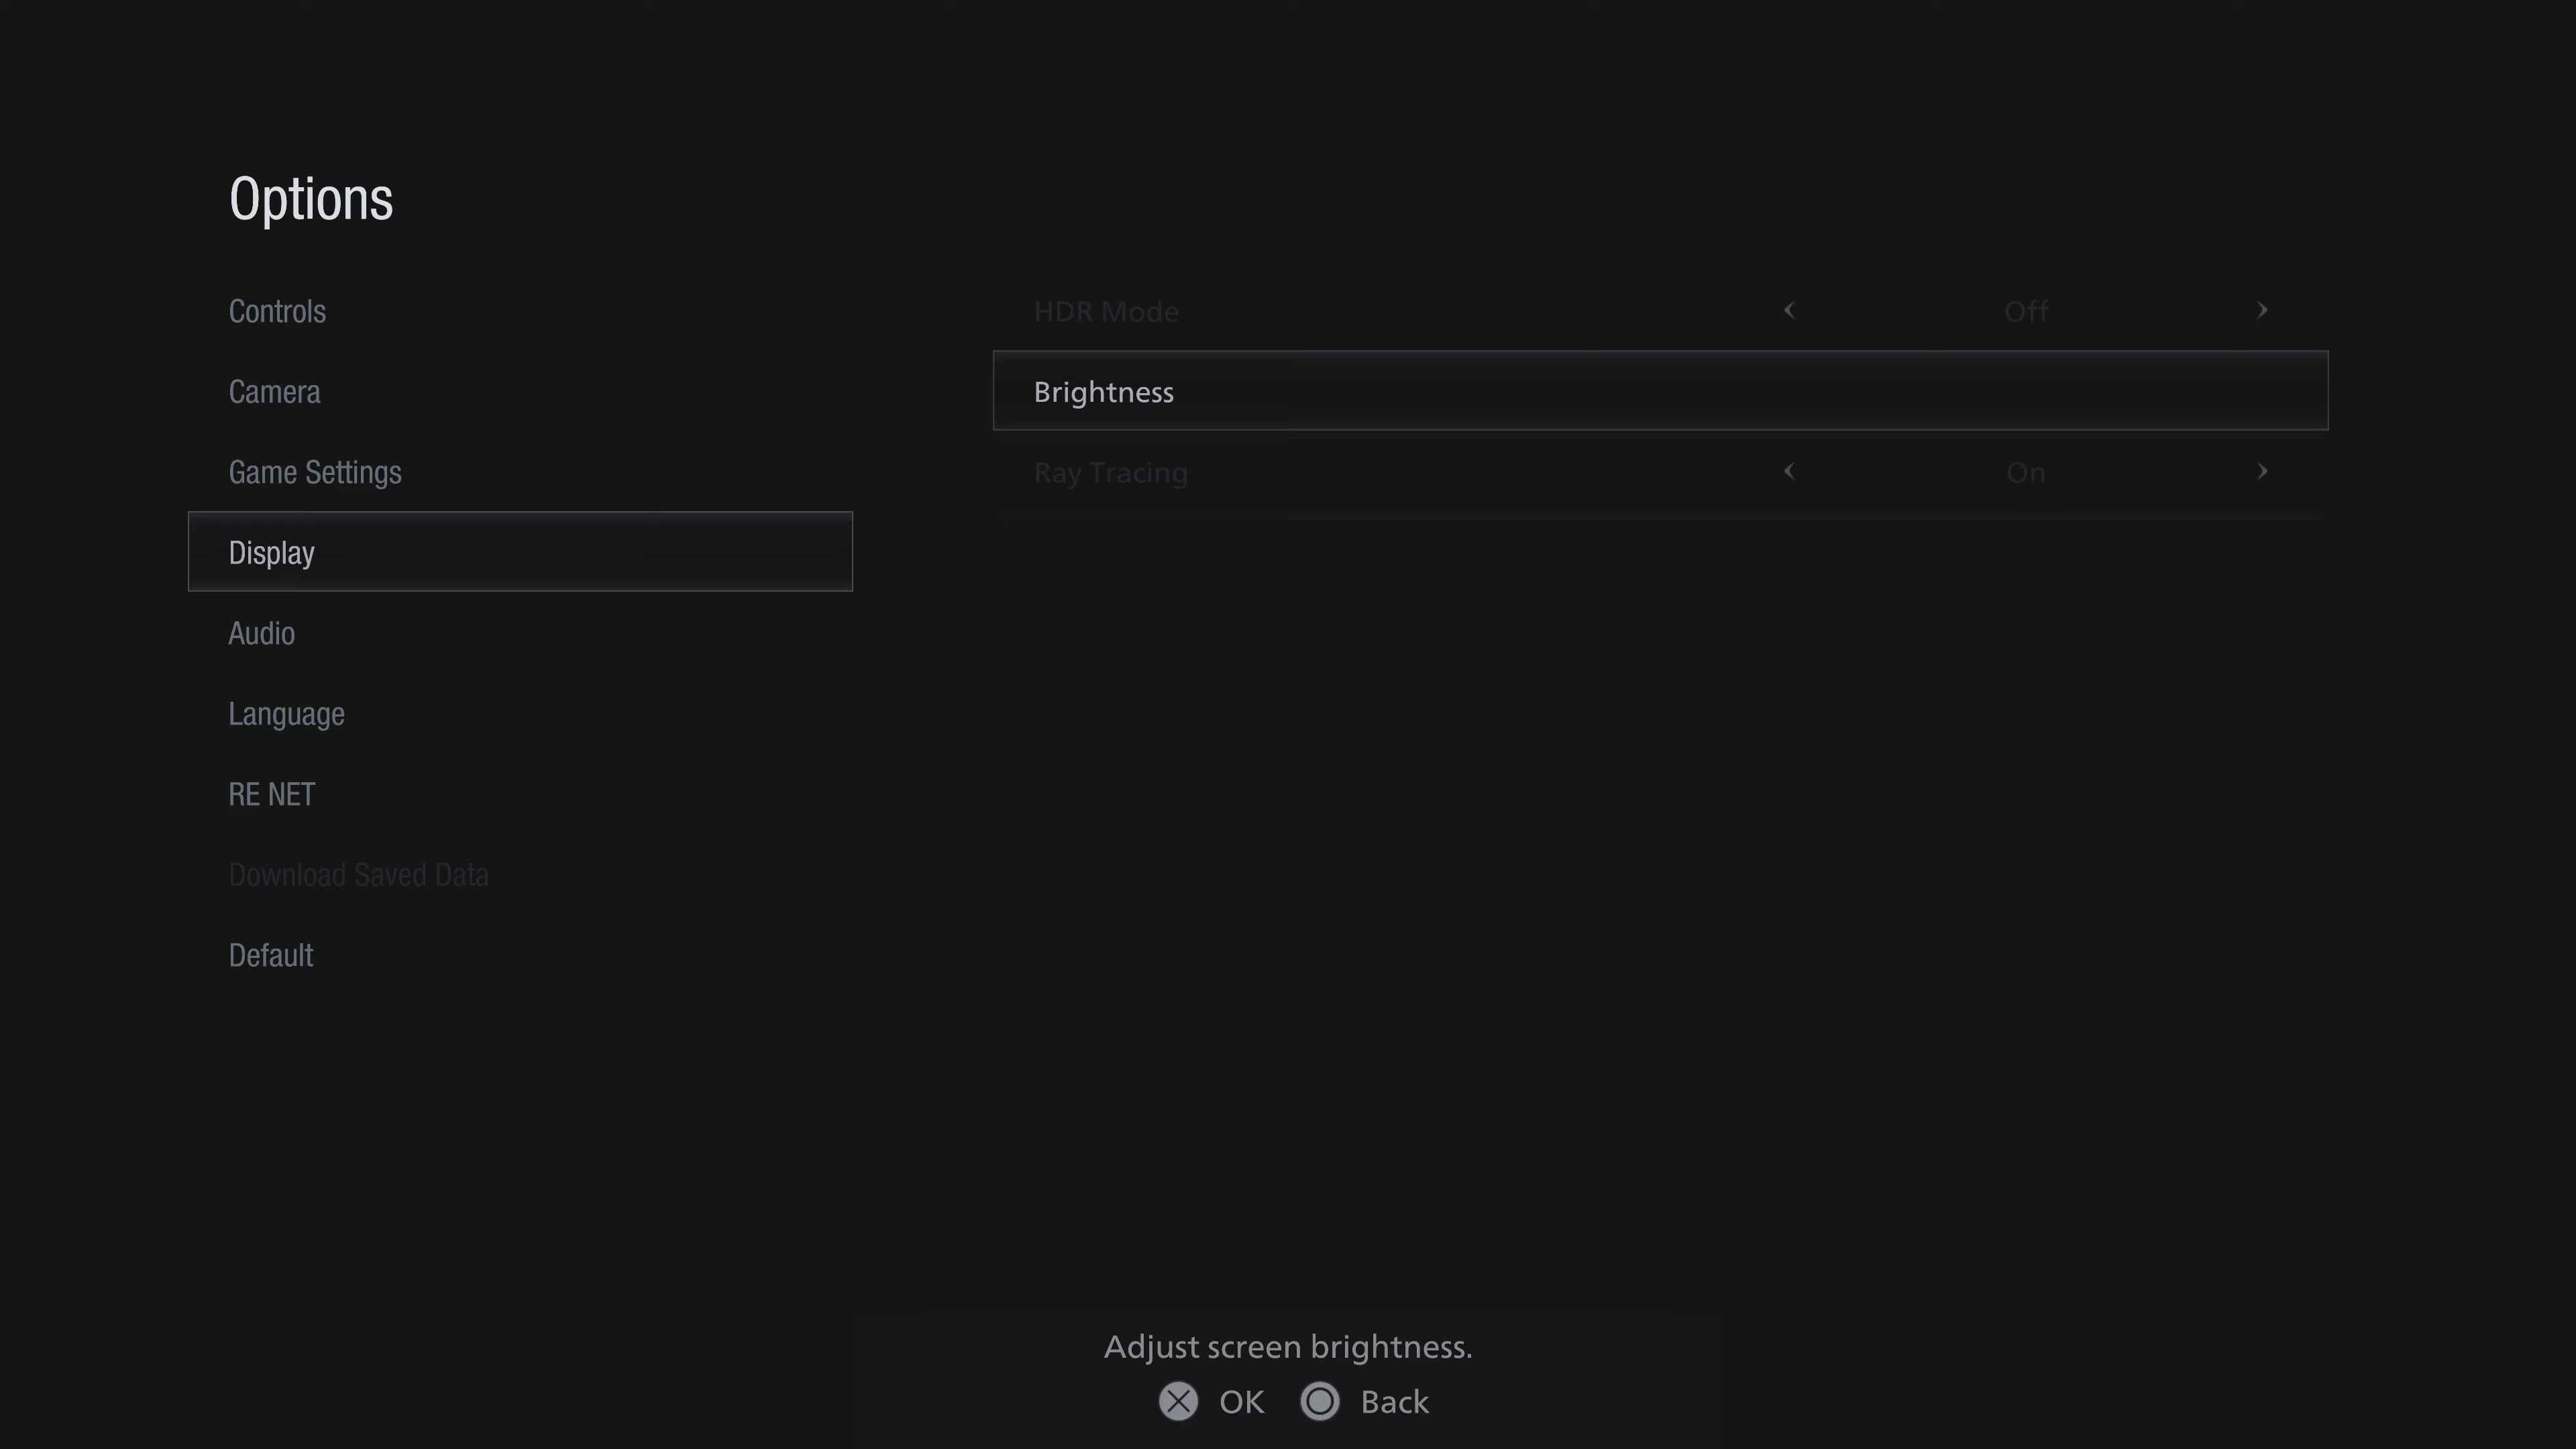 Options
Controls
Camera
Game Settings
Display
Audio
Language
RE NET
Download Saved Data
Default
HDR Mode Off
Brightness
Ray Tracing On
Adjust screen brightness.
OK Back